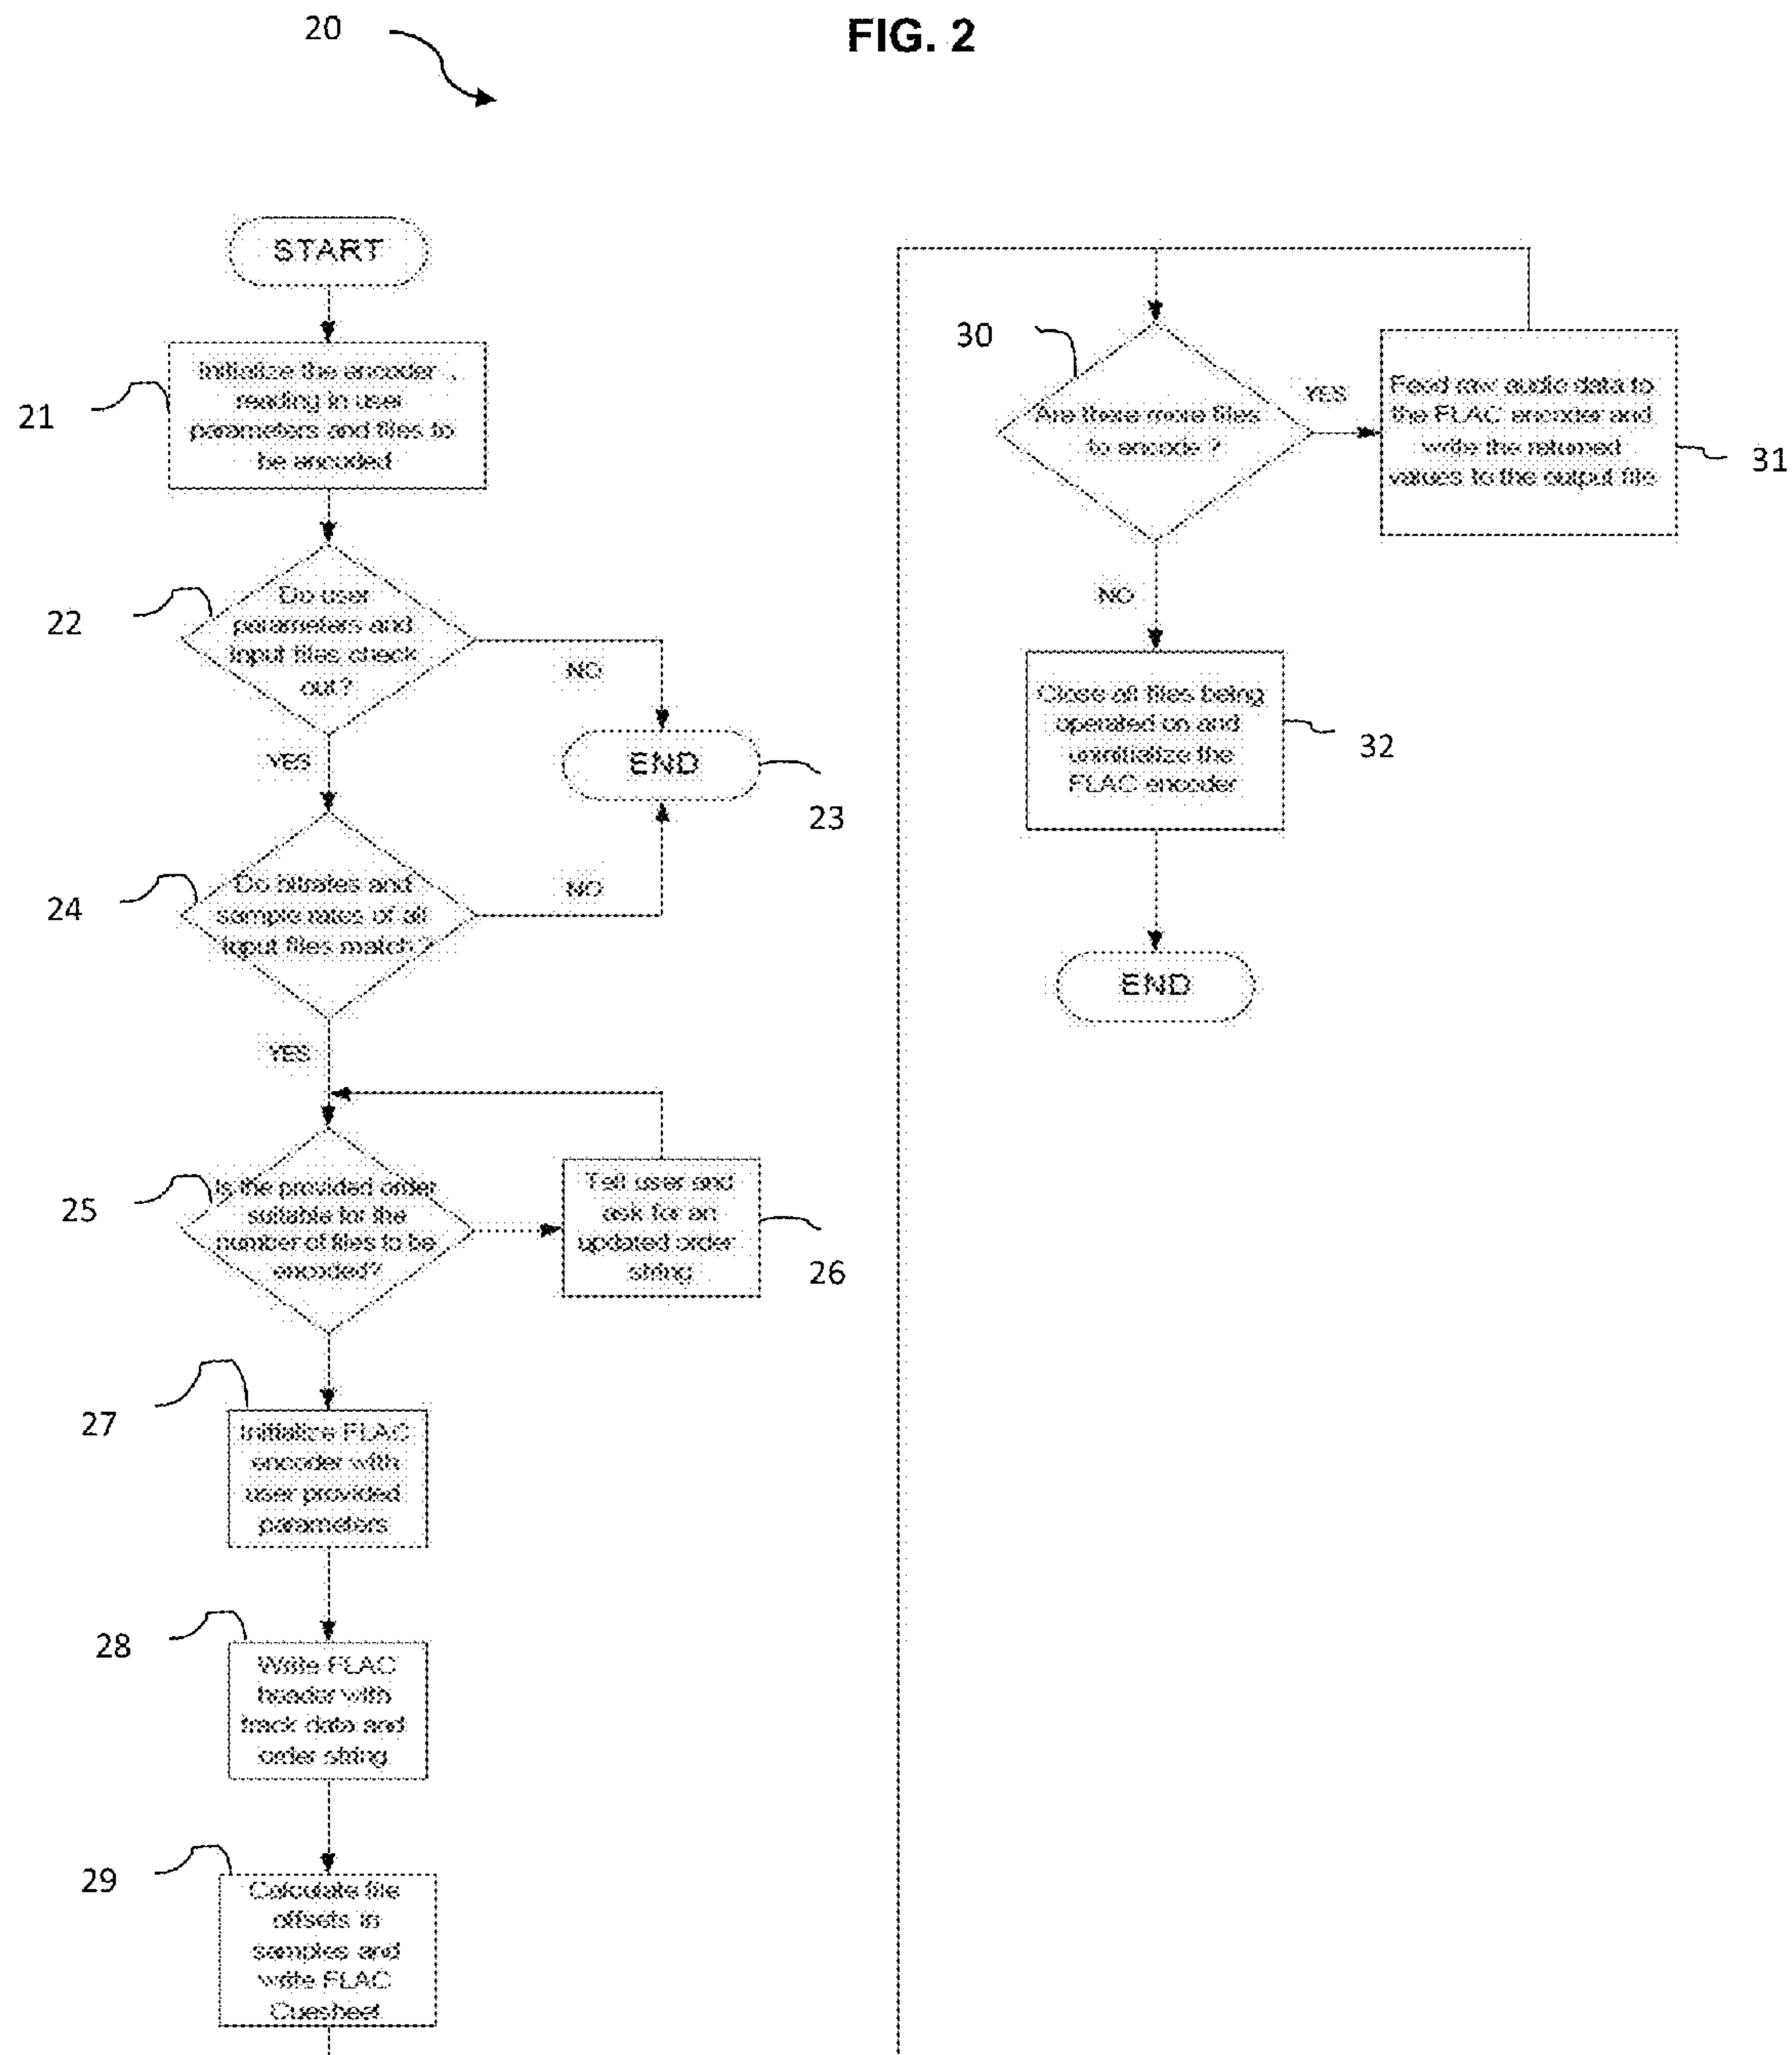 20
FIG. 2
START
21
Initialize the encoder,
reading in user
parameters and files to
be encoded
22
Do user
parameters and
input files check
out?
NO
YES
END
23
24
Do bitrates and
sample rates of all
input files match?
NO
YES
25
Is the provided order
suitable for the
number of files to be
encoded?
Tell user and
ask for an
updated order
string
26
27
Initialize FLAC
encoder with
user provided
parameters
28
Write FLAC
header with
track data and
order string
29
Calculate file
offsets in
samples and
write FLAC
Cuesheet
30
Are there more files
to encode?
YES
Feed raw audio data to
the FLAC encoder and
write the returned
values to the output file
31
NO
Close all files being
operated on and
uninitialize the
FLAC encoder
32
END